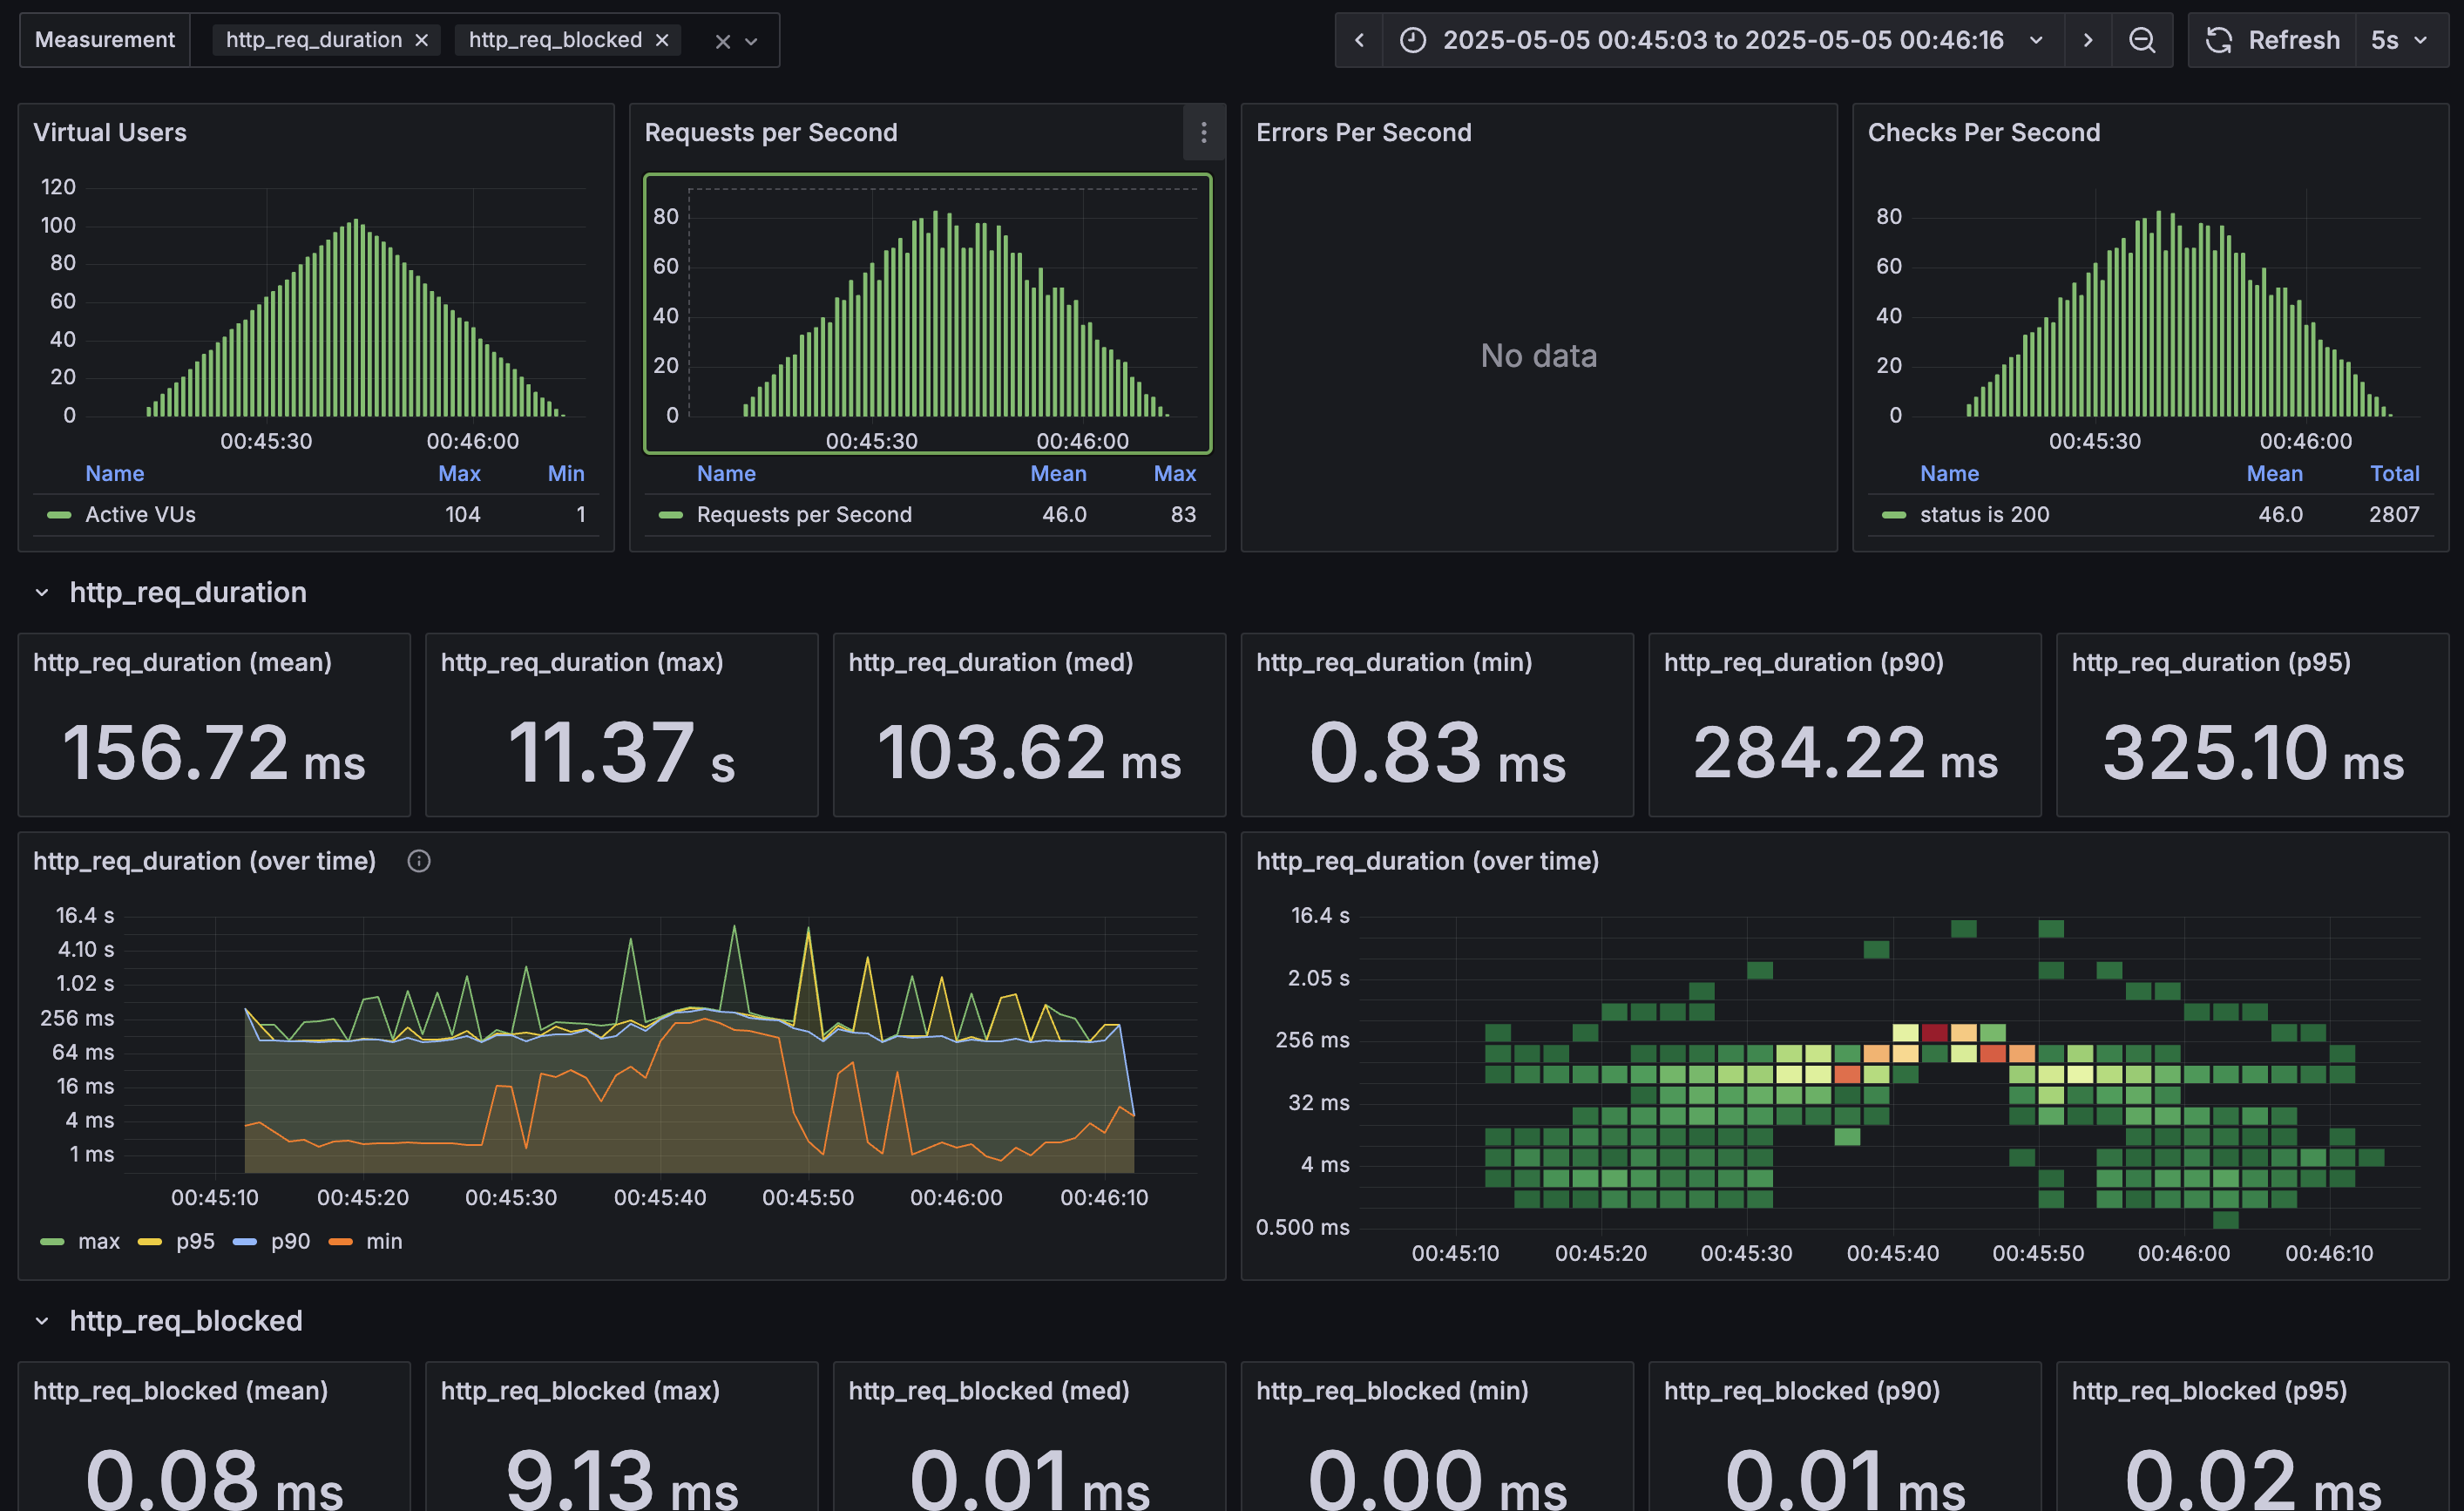 Measurement http_req_duration http_req_blocked 2025-05-05 00:45:03 to 2025-05-05 00:46:16 Refresh 5s
Virtual Users
120
100
80
60
40
20
0
00:45:30 00:46:00
Name Max Min
Active VUs 104 1
Requests per Second
80
60
40
20
0
00:45:30 00:46:00
Name Mean Max
Requests per Second 46.0 83
Errors Per Second
No data
Checks Per Second
80
60
40
20
0
00:45:30 00:46:00
Name Mean Total
status is 200 46.0 2807
http_req_duration
http_req_duration (mean)
156.72 ms
http_req_duration (max)
11.37 s
http_req_duration (med)
103.62 ms
http_req_duration (min)
0.83 ms
http_req_duration (p90)
284.22 ms
http_req_duration (p95)
325.10 ms
http_req_duration (over time)
16.4 s
4.10 s
1.02 s
256 ms
64 ms
16 ms
4 ms
1 ms
00:45:10 00:45:20 00:45:30 00:45:40 00:45:50 00:46:00 00:46:10
max p95 p90 min
http_req_duration (over time)
16.4 s
2.05 s
256 ms
32 ms
4 ms
0.500 ms
00:45:10 00:45:20 00:45:30 00:45:40 00:45:50 00:46:00 00:46:10
http_req_blocked
http_req_blocked (mean)
0.08 ms
http_req_blocked (max)
9.13 ms
http_req_blocked (med)
0.01 ms
http_req_blocked (min)
0.00 ms
http_req_blocked (p90)
0.01 ms
http_req_blocked (p95)
0.02 ms